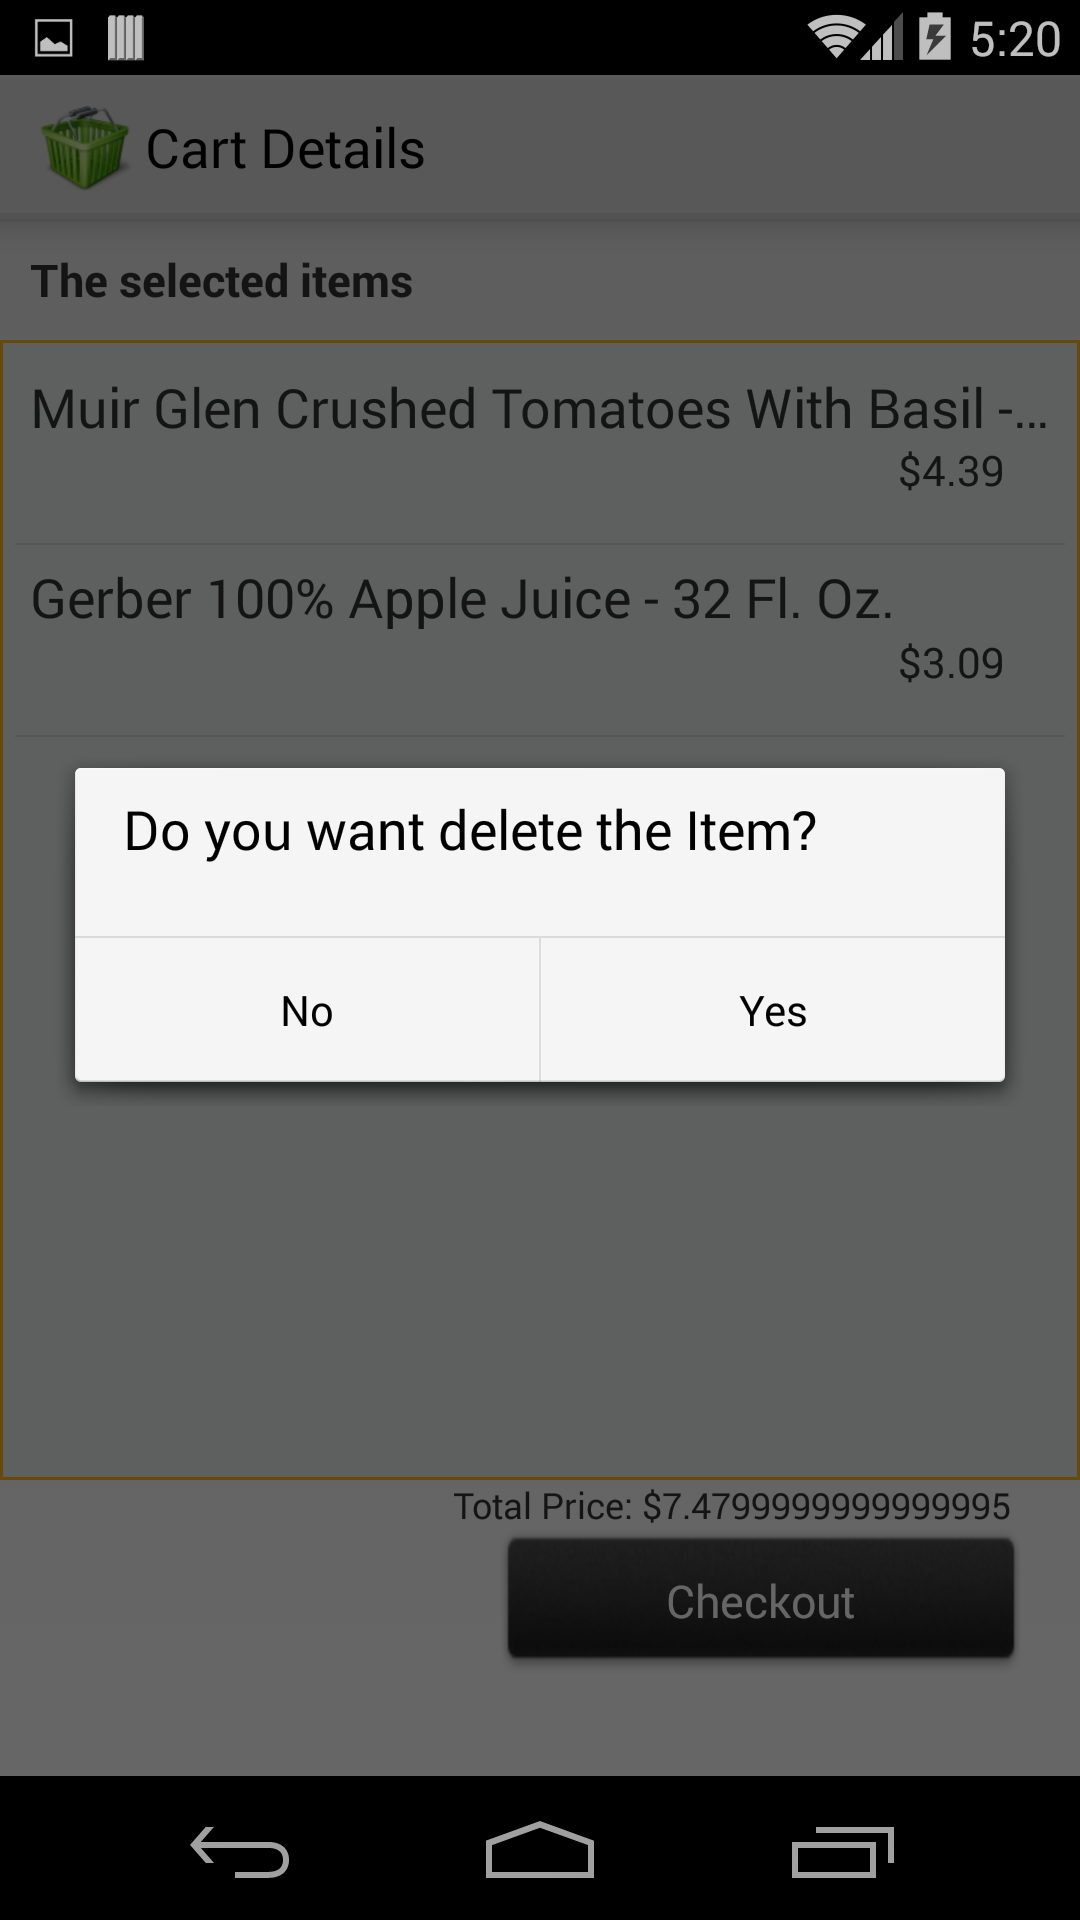 5:20
Cart Details
The selected items
Muir Glen Crushed Tomatoes With Basil -...
$4.39
Gerber 100% Apple Juice - 32 Fl. Oz.
$3.09
Do you want delete the Item?
No
Yes
Total Price: $7.4799999999999995
Checkout